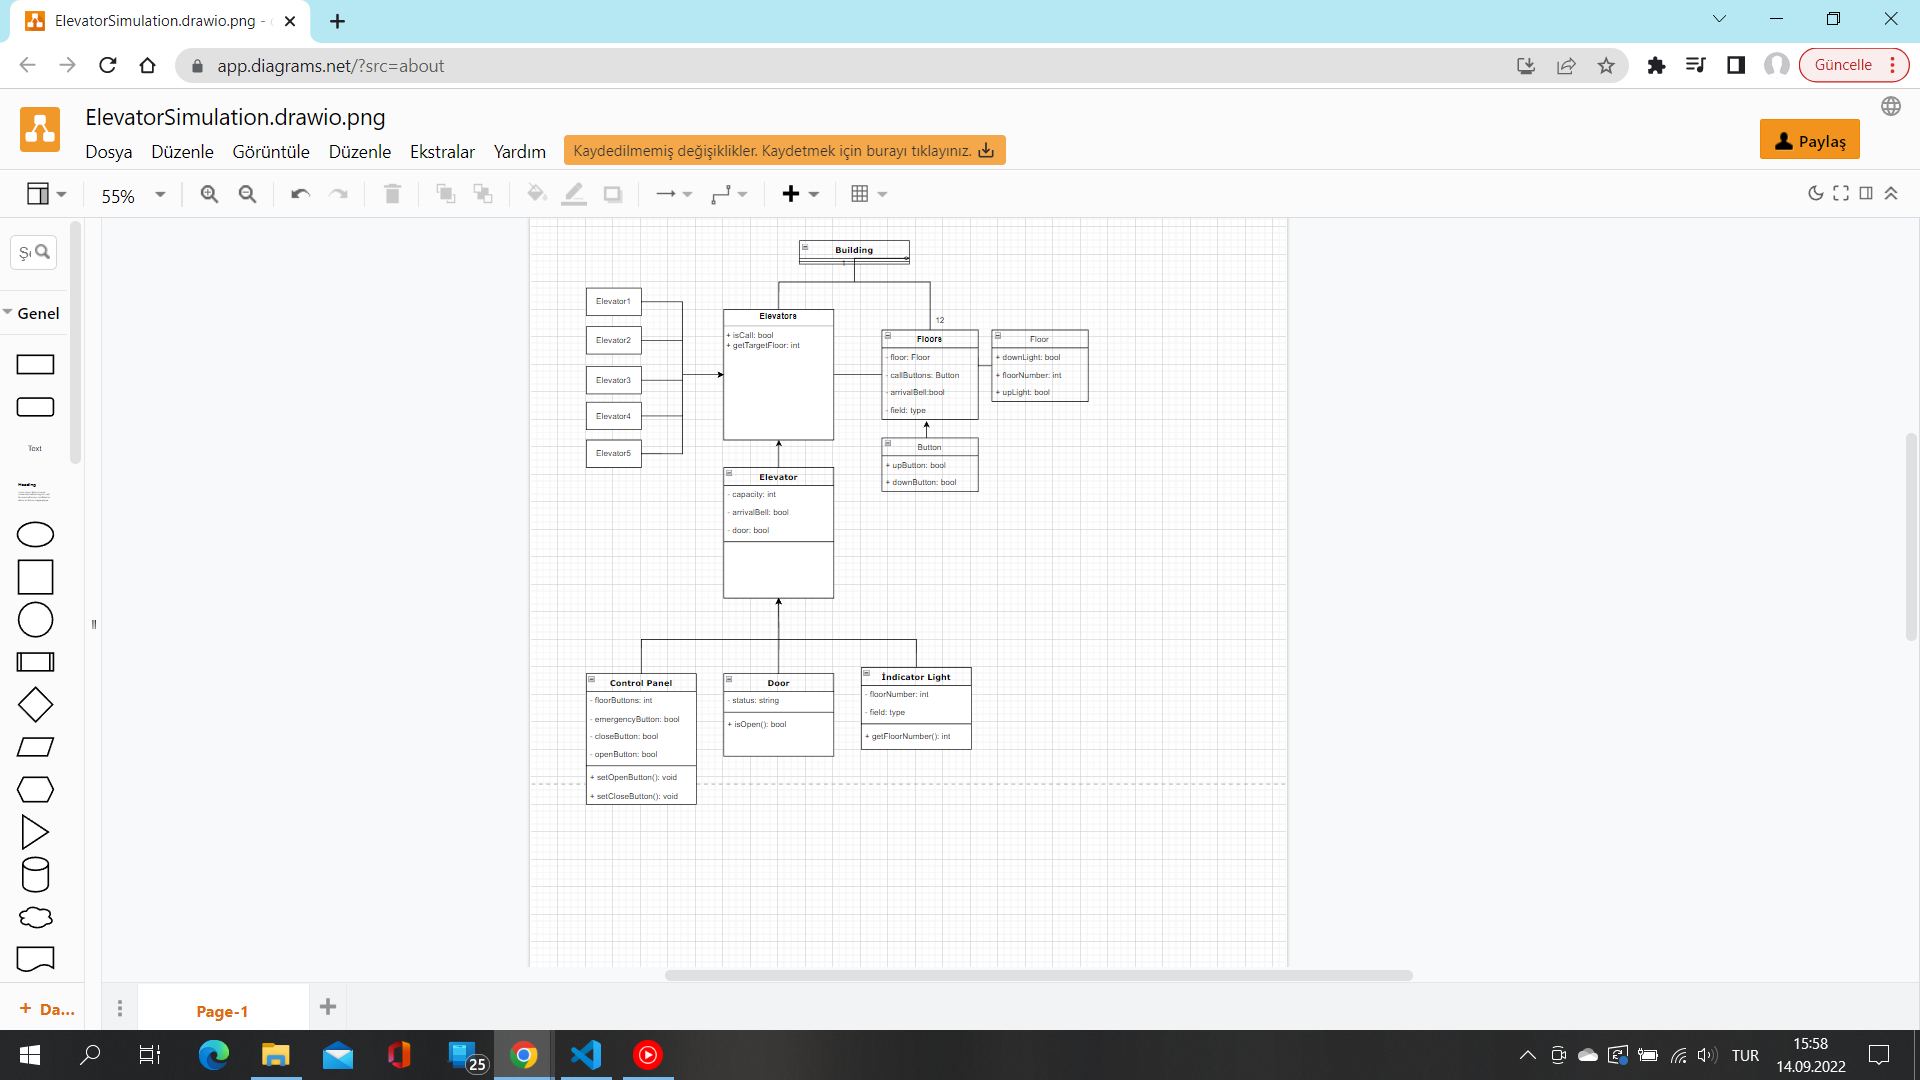 ElevatorSimulation.drawio.png -
app.diagrams.net/?src=about
Güncelle
ElevatorSimulation.drawio.png
Dosya Düzenle Görüntüle Düzenle Ekstralar Yardım
Kaydedilmemiş değişiklikler. Kaydetmek için burayı tıklayınız.
Paylaş
55%
Genel
Text
Heading
Building
1
12
Elevator1
Elevator2
Elevator3
Elevator4
Elevator5
Elevators
+ isCall: bool
+ getTargetFloor: int
Floors
- floor: Floor
- callButtons: Button
- arrivalBell:bool
- field: type
Floor
+ downLight: bool
+ floorNumber: int
+ upLight: bool
Button
+ upButton: bool
+ downButton: bool
Elevator
- capacity: int
- arrivalBell: bool
- door: bool
Control Panel
- floorButtons: int
- emergencyButton: bool
- closeButton: bool
- openButton: bool
+ setOpenButton(): void
+ setCloseButton(): void
Door
- status: string
+ isOpen(): bool
İndicator Light
- floorNumber: int
- field: type
+ getFloorNumber(): int
+ Da...
Page-1
25
TUR
15:58
14.09.2022